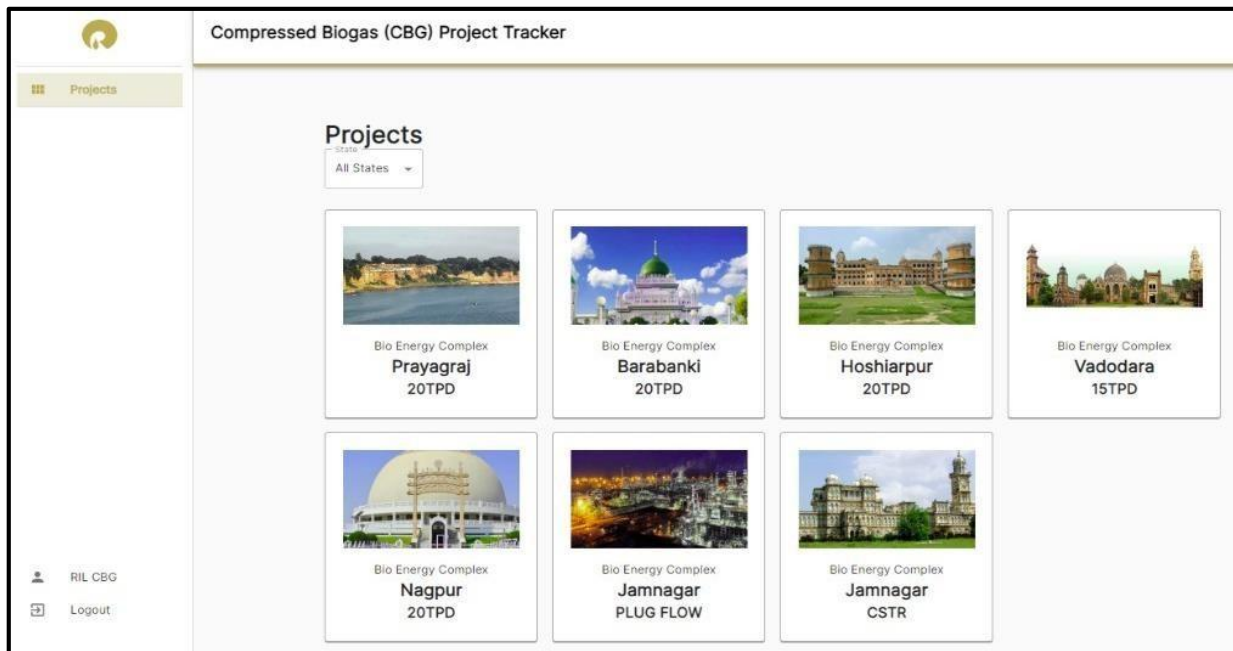 Compressed Biogas (CBG) Project Tracker
Projects
Projects
State
All States
Bio Energy Complex
Prayagraj
20TPD
Bio Energy Complex
Barabanki
20TPD
Bio Energy Complex
Hoshiarpur
20TPD
Bio Energy Complex
Vadodara
15TPD
Bio Energy Complex
Nagpur
20TPD
Bio Energy Complex
Jamnagar
PLUG FLOW
Bio Energy Complex
Jamnagar
CSTR
RIL CBG
Logout